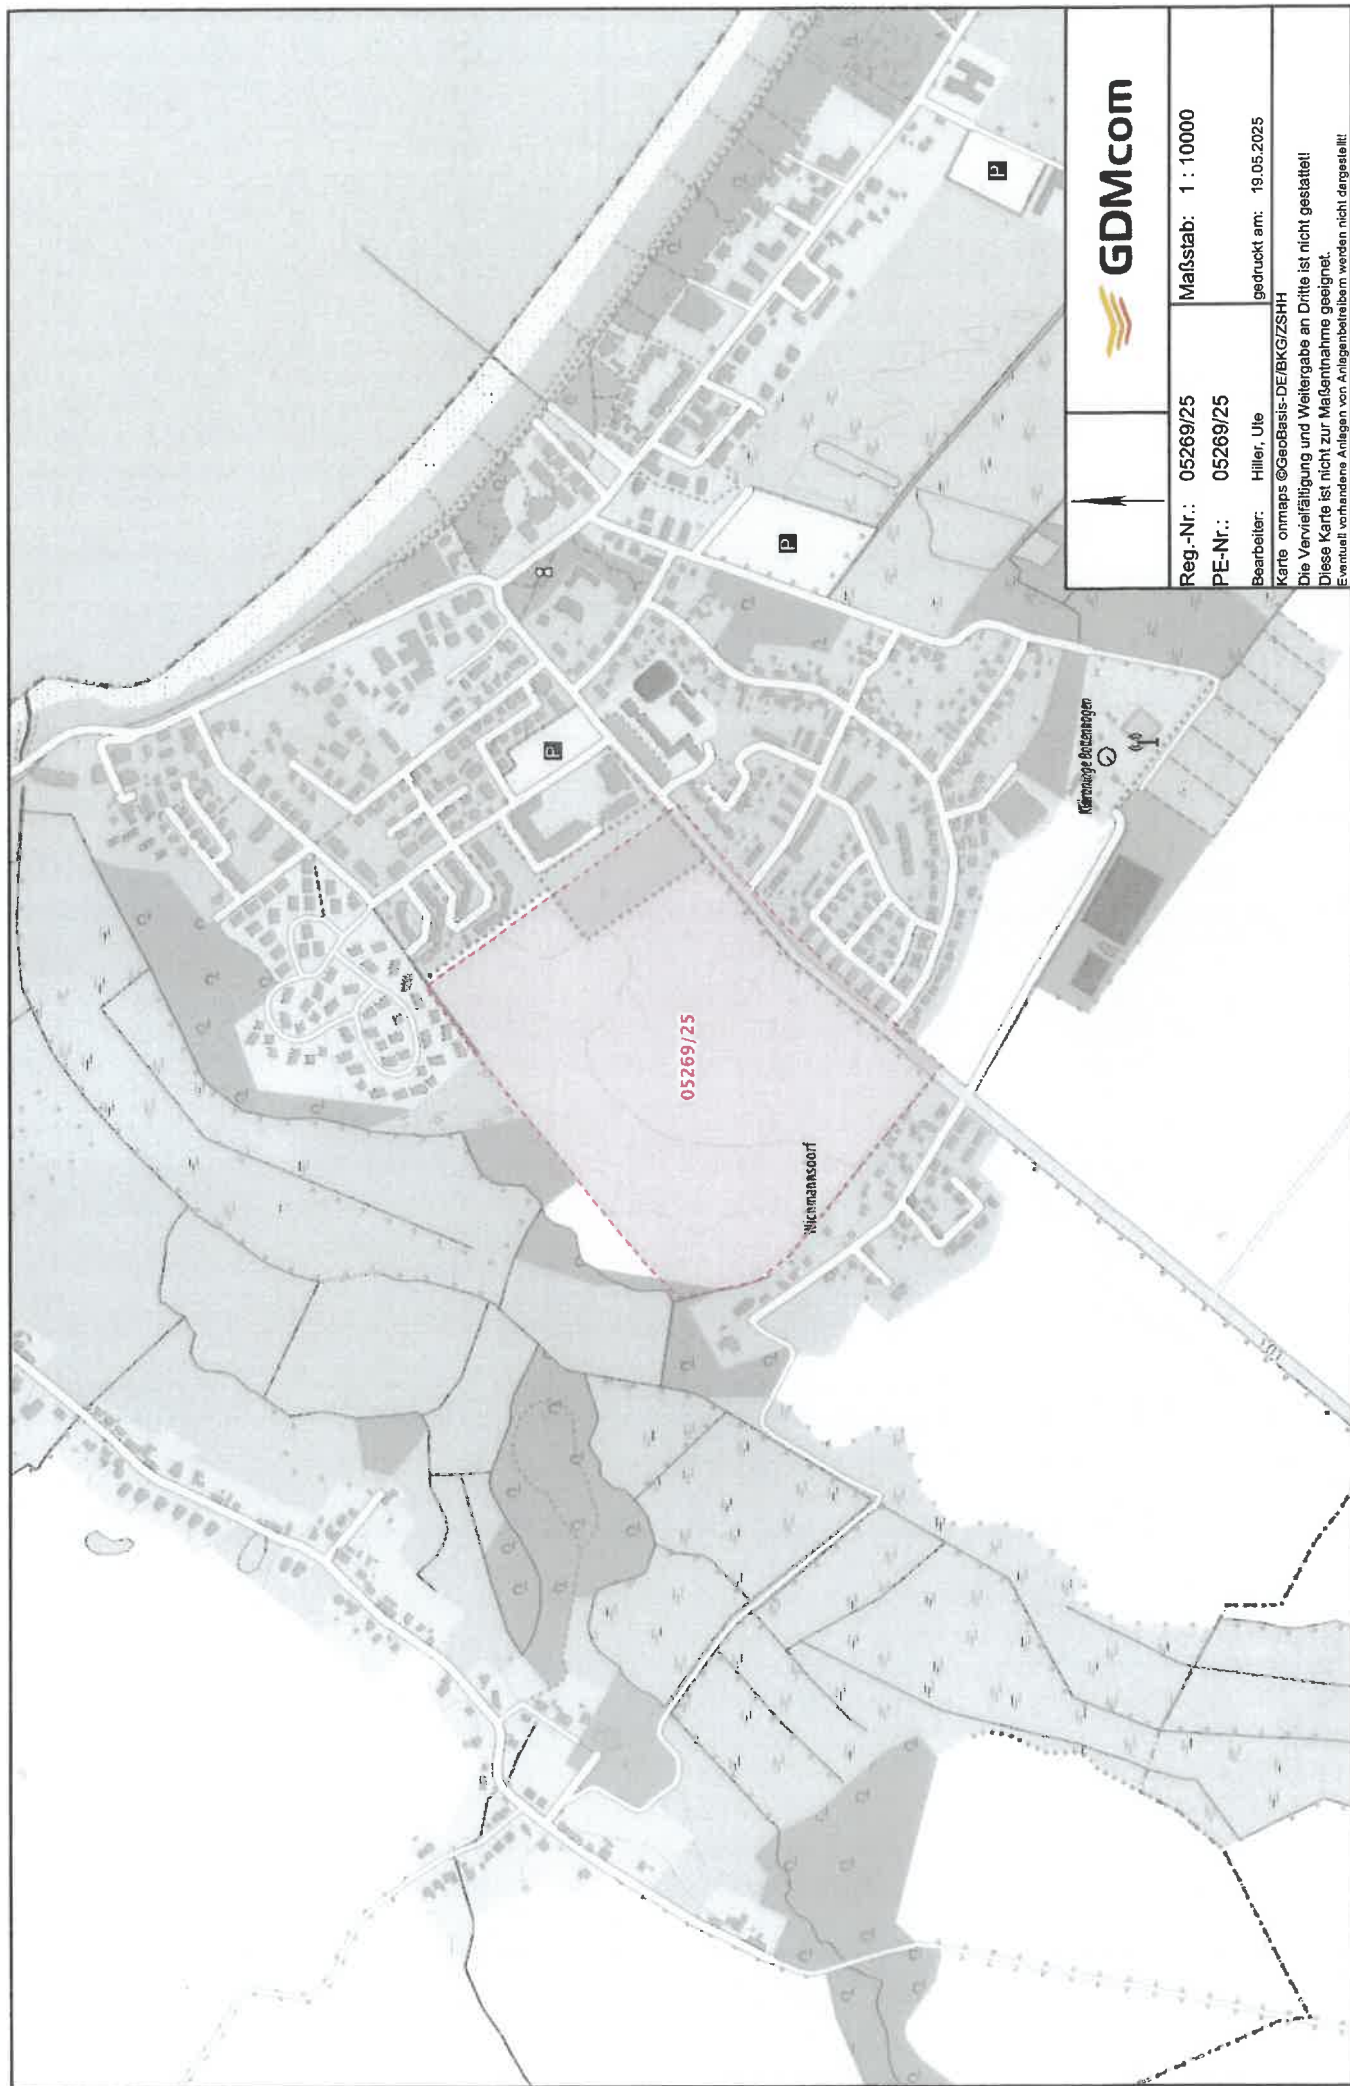 GDMcom
Reg.-Nr.: 05269/25
Maßstab: 1 : 10000
PE-Nr.: 05269/25
Bearbeiter: Hiller, Ute
gedruckt am: 19.05.2025
Karte onmaps ©GeoBasis-DE/BKG/ZSHH
Die Vervielfältigung und Weitergabe an Dritte ist nicht gestattet!
Diese Karte ist nicht zur Maßentnahme geeignet.
Eventuell vorhandene Anlagen von Anlagenbetreibern werden nicht dargestellt!
05269/25
Wichmannsdorf
P
P
P